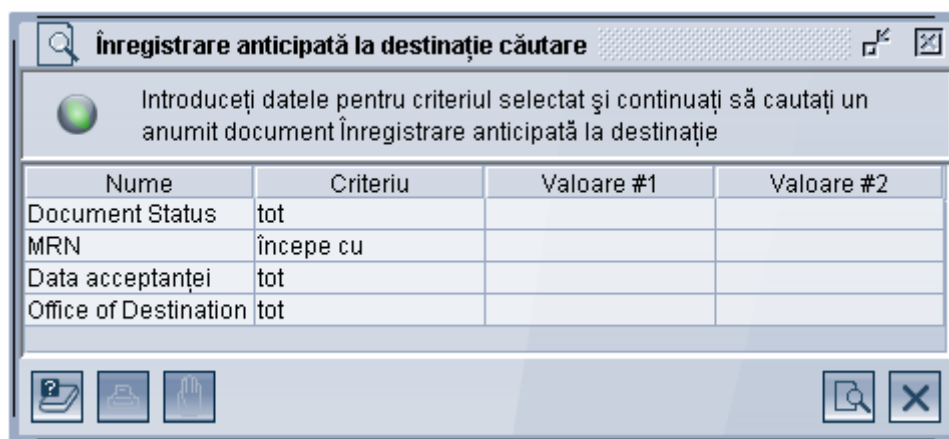 Înregistrare anticipată la destinație căutare
Introduceți datele pentru criteriul selectat şi continuați să cautați un
anumit document Înregistrare anticipată la destinație
Nume Criteriu Valoare #1 Valoare #2
Document Status tot
MRN începe cu
Data acceptanței tot
Office of Destination tot